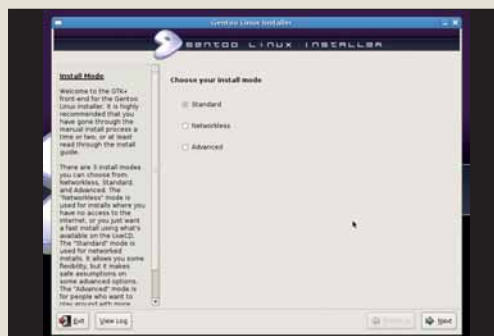 Gentoo Linux Installer
GENTOO LINUX INSTALLER
Install Mode
Welcome to the GTK+
front-end for the Gentoo
Linux Installer. It is highly
recommended that you
have gone through the
manual install process a
time or two, or at least
read through the install
guide.
There are 3 install modes
you can choose from:
Networkless, Standard,
and Advanced. The
"Networkless" mode is
used for installs where you
have no access to the
internet, or you just want
a fast install using what's
available on the LiveCD.
The "Standard" mode is
used for networked
installs. It allows you some
flexibility, but it makes
safe assumptions on
some advanced options.
The "Advanced" mode is
for people who want to
play around with more
Choose your install mode
Standard
Networkless
Advanced
Exit
View Log
Previous
Next